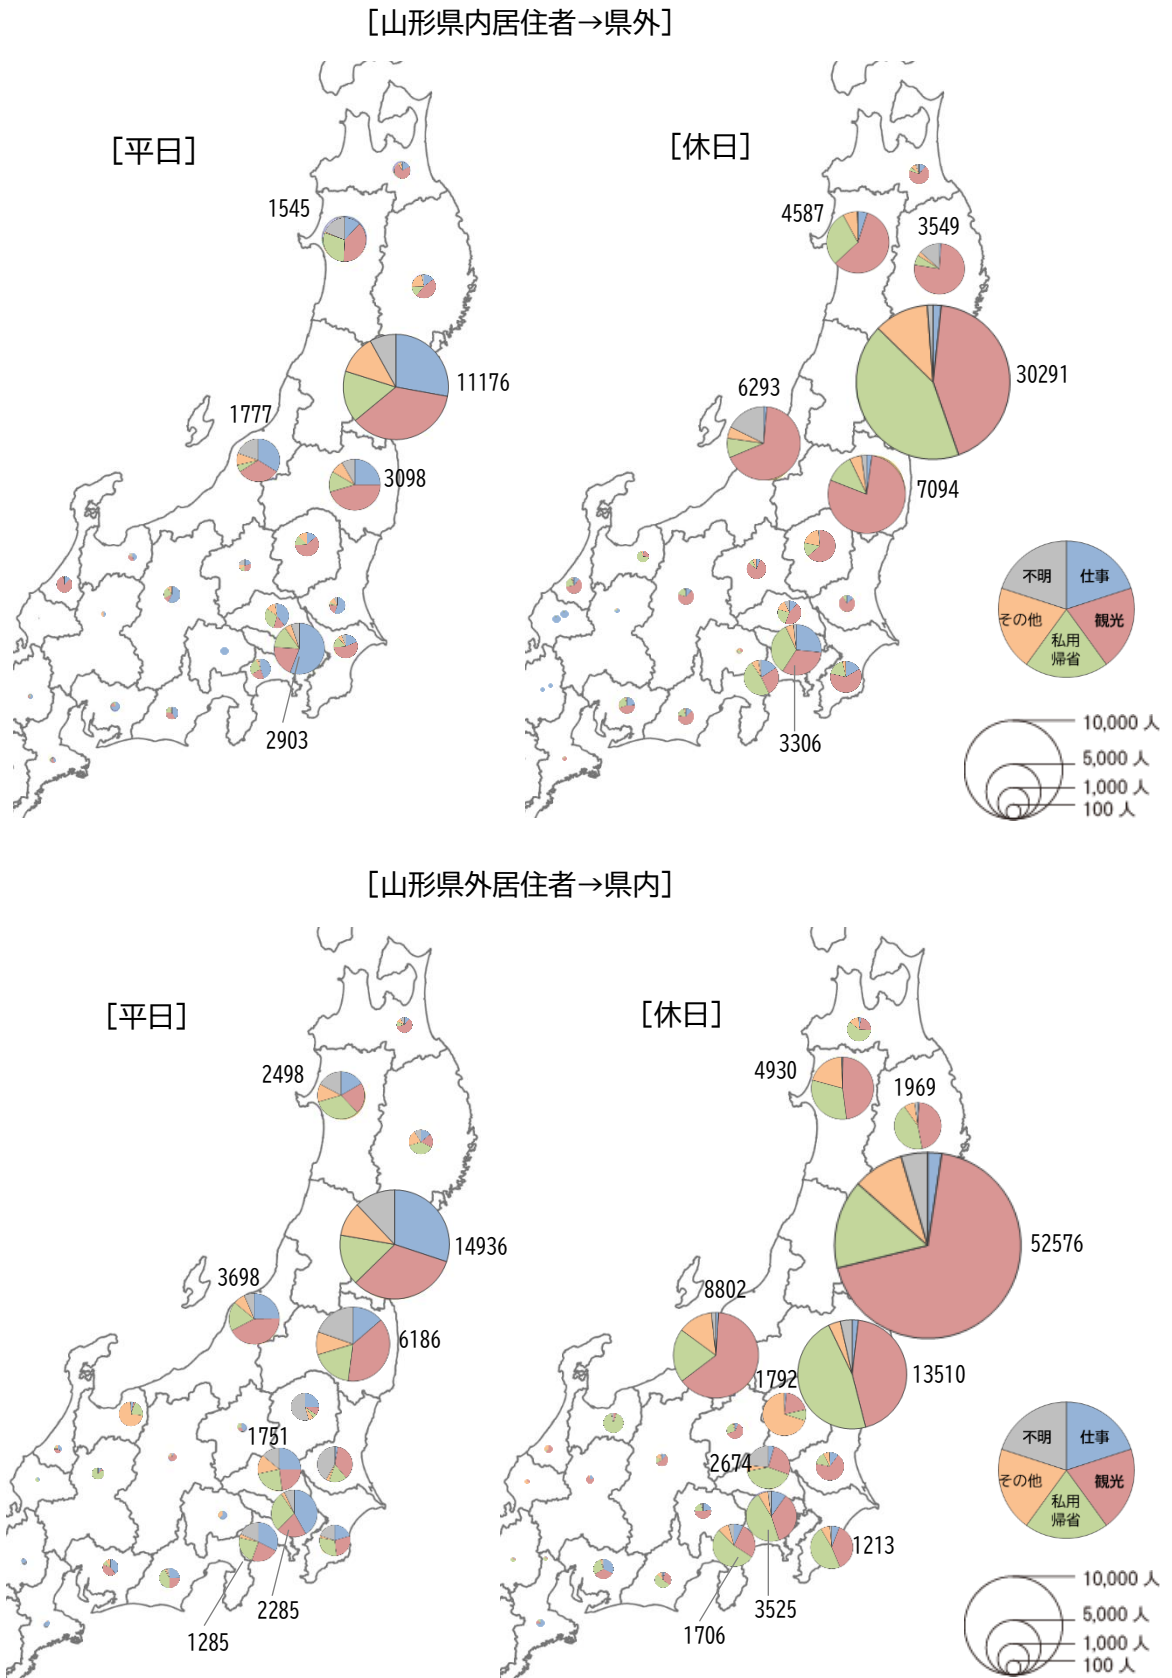 [山形県内居住者→県外]
[平日]
[休日]
1545
4587
3549
11176
30291
1777
6293
3098
7094
2903
3306
不明
仕事
その他
観光
私用
帰省
10,000 人
5,000 人
1,000 人
100 人
[山形県外居住者→県内]
[平日]
[休日]
2498
4930
1969
14936
52576
3698
8802
6186
13510
1792
1751
2674
2285
1285
1213
3525
1706
不明
仕事
その他
観光
私用
帰省
10,000 人
5,000 人
1,000 人
100 人